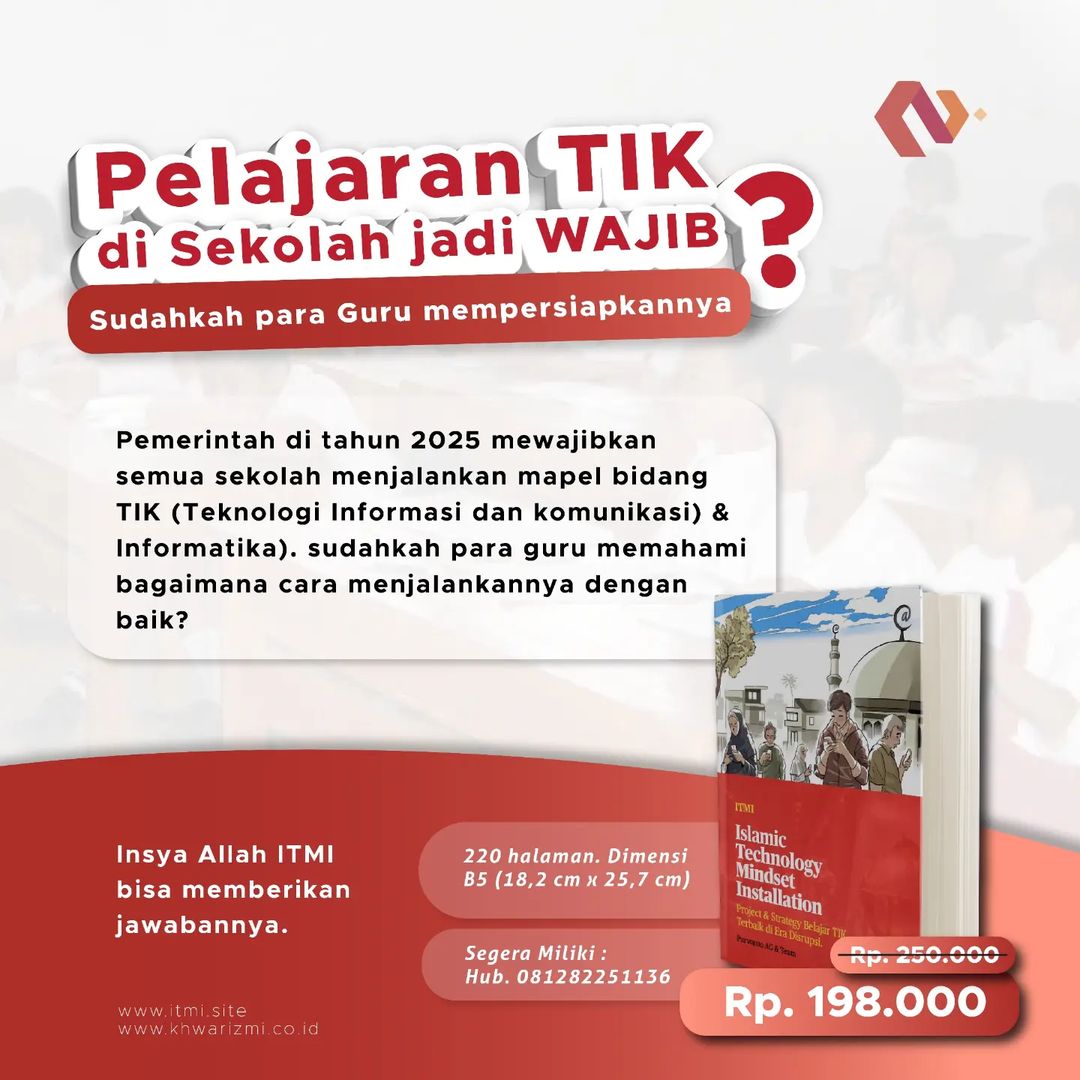 Pelajaran TIK
di Sekolah jadi WAJIB ?
Sudahkah para Guru mempersiapkannya
Pemerintah di tahun 2025 mewajibkan
semua sekolah menjalankan mapel bidang
TIK (Teknologi Informasi dan komunikasi) &
Informatika). sudahkah para guru memahami
bagaimana cara menjalankannya dengan
baik?
@
ITMI
Islamic
Technology
Mindset
Installation
Project & Strategy Belajar TIK
Terbaik di Era Disrupsi.
Purwanto AG & Team
Insya Allah ITMI
bisa memberikan
jawabannya.
220 halaman. Dimensi
B5 (18,2 cm x 25,7 cm)
Segera Miliki :
Hub. 081282251136
Rp. 250.000
Rp. 198.000
www.itmi.site
www.khwarizmi.co.id